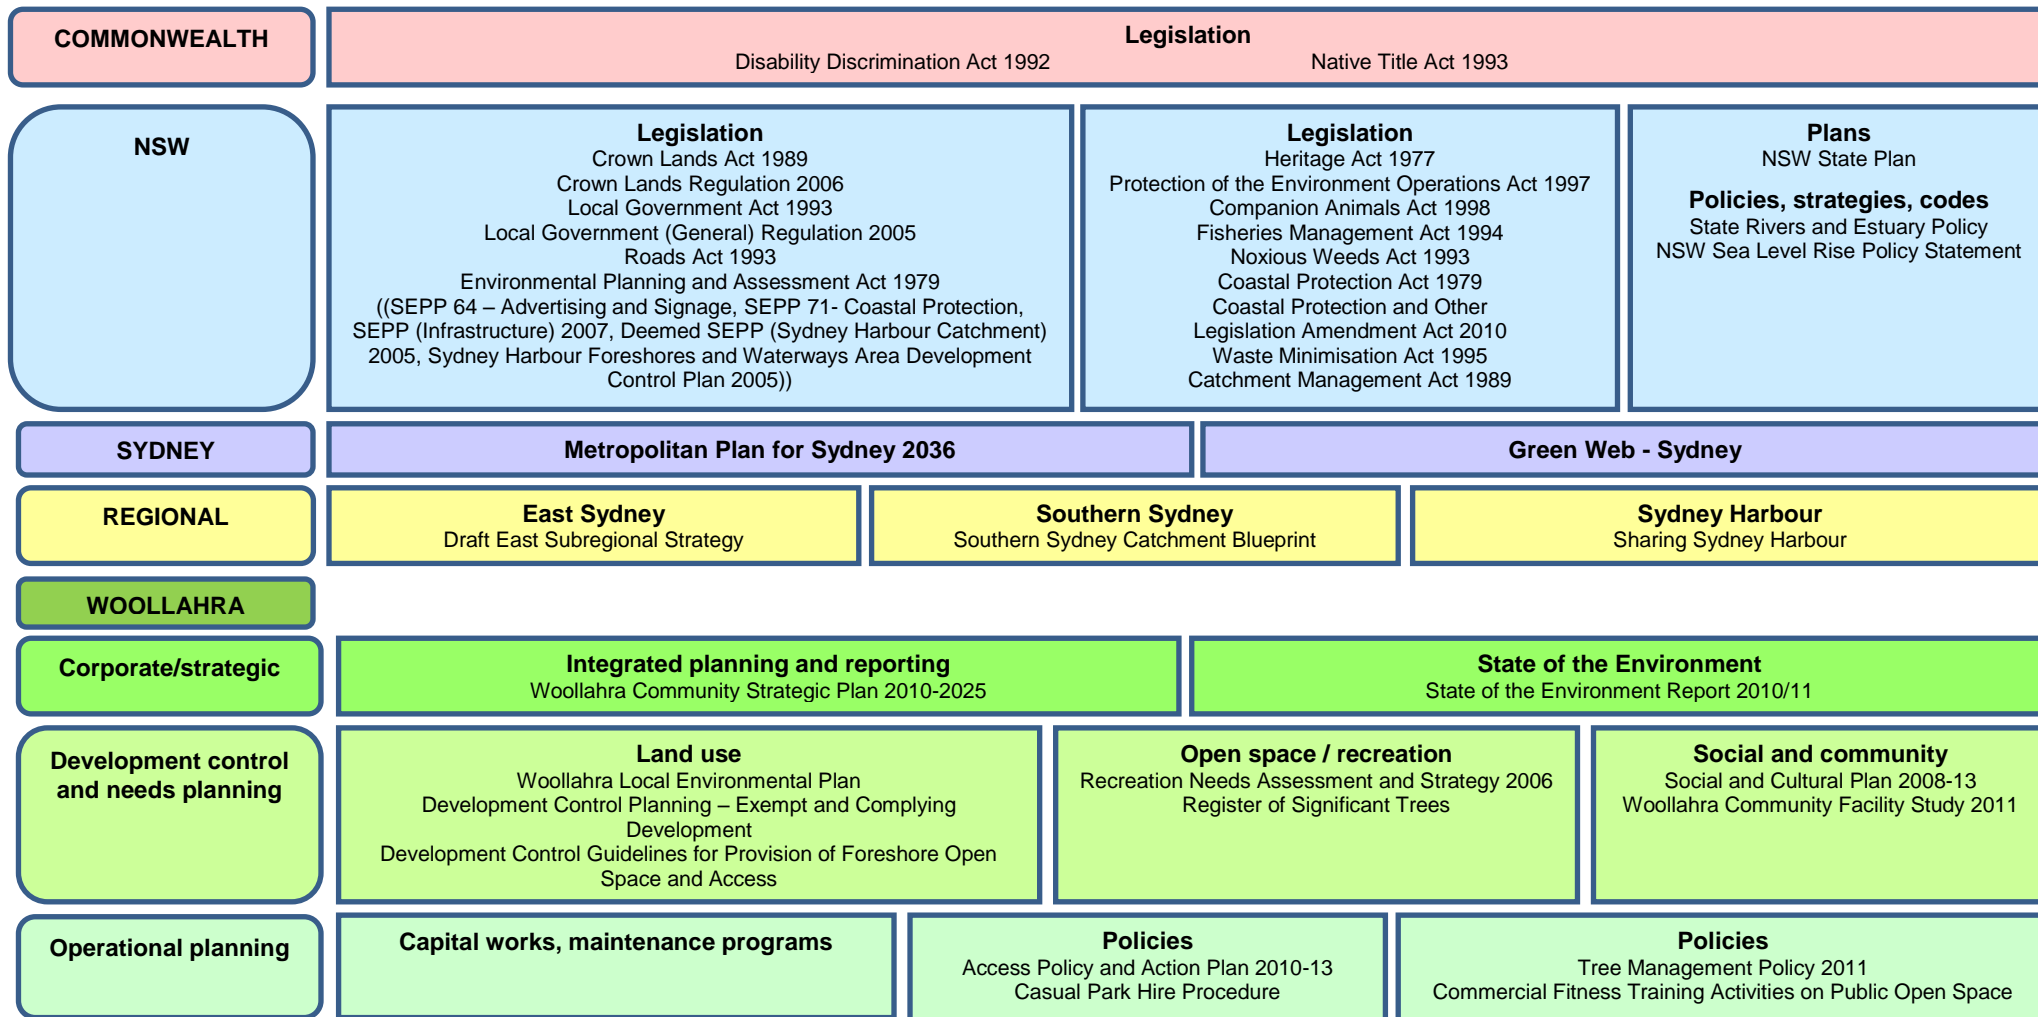 COMMONWEALTH
Legislation
Disability Discrimination Act 1992 Native Title Act 1993
NSW
Legislation
Crown Lands Act 1989
Crown Lands Regulation 2006
Local Government Act 1993
Local Government (General) Regulation 2005
Roads Act 1993
Environmental Planning and Assessment Act 1979
((SEPP 64 – Advertising and Signage, SEPP 71- Coastal Protection,
SEPP (Infrastructure) 2007, Deemed SEPP (Sydney Harbour Catchment)
2005, Sydney Harbour Foreshores and Waterways Area Development
Control Plan 2005))
Legislation
Heritage Act 1977
Protection of the Environment Operations Act 1997
Companion Animals Act 1998
Fisheries Management Act 1994
Noxious Weeds Act 1993
Coastal Protection Act 1979
Coastal Protection and Other
Legislation Amendment Act 2010
Waste Minimisation Act 1995
Catchment Management Act 1989
Plans
NSW State Plan
Policies, strategies, codes
State Rivers and Estuary Policy
NSW Sea Level Rise Policy Statement
SYDNEY
Metropolitan Plan for Sydney 2036
Green Web - Sydney
REGIONAL
East Sydney
Draft East Subregional Strategy
Southern Sydney
Southern Sydney Catchment Blueprint
Sydney Harbour
Sharing Sydney Harbour
WOOLLAHRA
Corporate/strategic
Integrated planning and reporting
Woollahra Community Strategic Plan 2010-2025
State of the Environment
State of the Environment Report 2010/11
Development control
and needs planning
Land use
Woollahra Local Environmental Plan
Development Control Planning – Exempt and Complying
Development
Development Control Guidelines for Provision of Foreshore Open
Space and Access
Open space / recreation
Recreation Needs Assessment and Strategy 2006
Register of Significant Trees
Social and community
Social and Cultural Plan 2008-13
Woollahra Community Facility Study 2011
Operational planning
Capital works, maintenance programs
Policies
Access Policy and Action Plan 2010-13
Casual Park Hire Procedure
Policies
Tree Management Policy 2011
Commercial Fitness Training Activities on Public Open Space